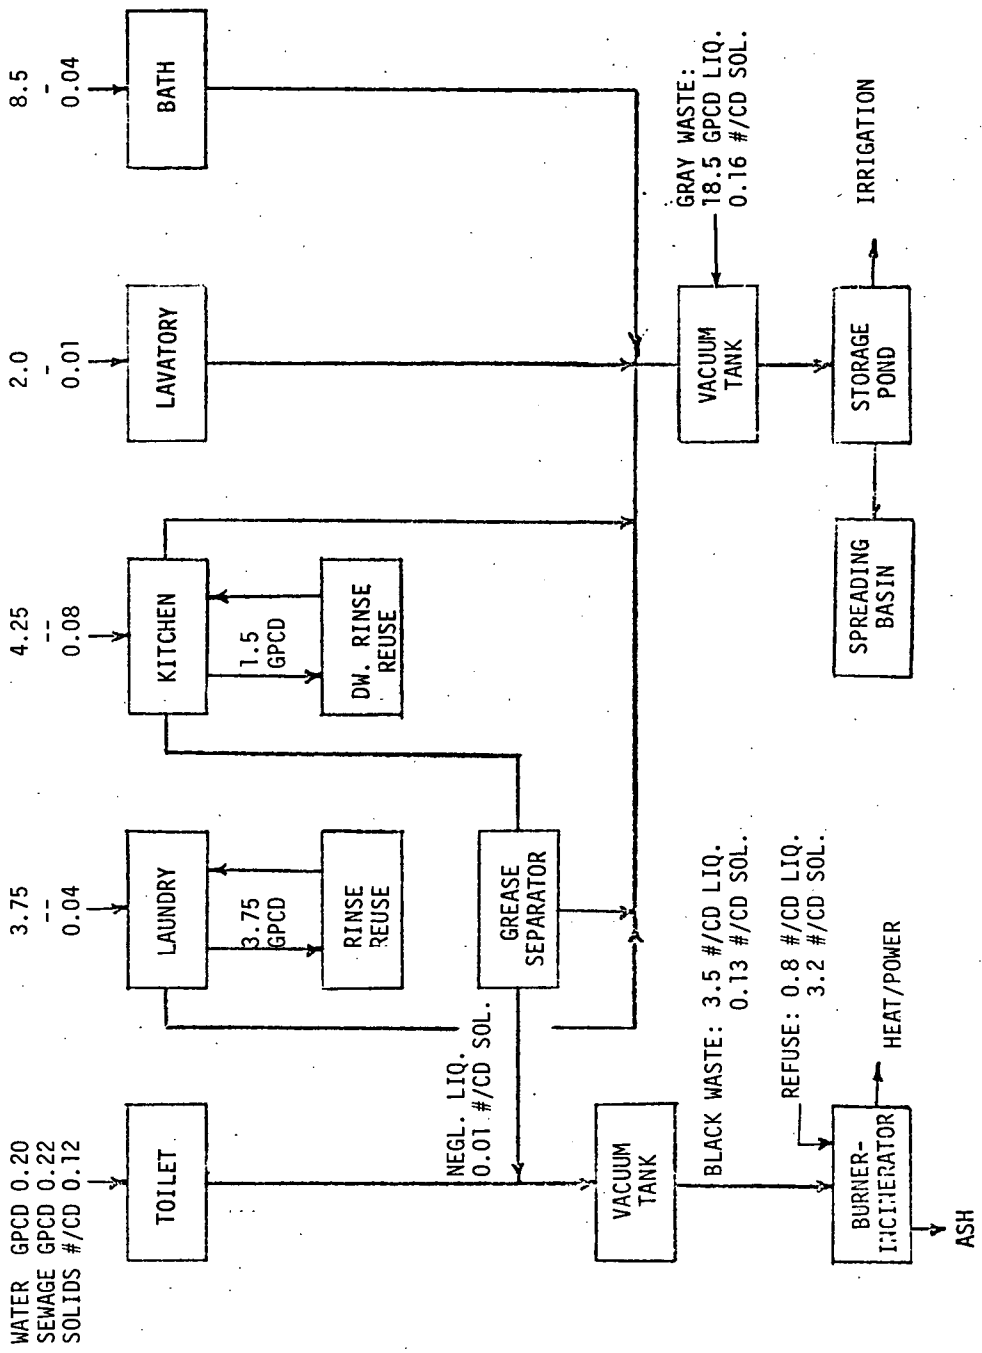 WATER GPCD 0.20
SEWAGE GPCD 0.22
SOLIDS #/CD 0.12
3.75
--
0.04
4.25
--
0.08
2.0
-
0.01
8.5
-
0.04
TOILET
LAUNDRY
KITCHEN
LAVATORY
BATH
3.75
GPCD
1.5
GPCD
RINSE
REUSE
DW. RINSE
REUSE
NEGL. LIQ.
0.01 #/CD SOL.
GREASE
SEPARATOR
VACUUM
TANK
VACUUM
TANK
GRAY WASTE:
18.5 GPCD LIQ.
0.16 #/CD SOL.
BLACK WASTE: 3.5 #/CD LIQ.
0.13 #/CD SOL.
REFUSE: 0.8 #/CD LIQ.
3.2 #/CD SOL.
BURNER-
INCINERATOR
HEAT/POWER
ASH
SPREADING
BASIN
STORAGE
POND
IRRIGATION